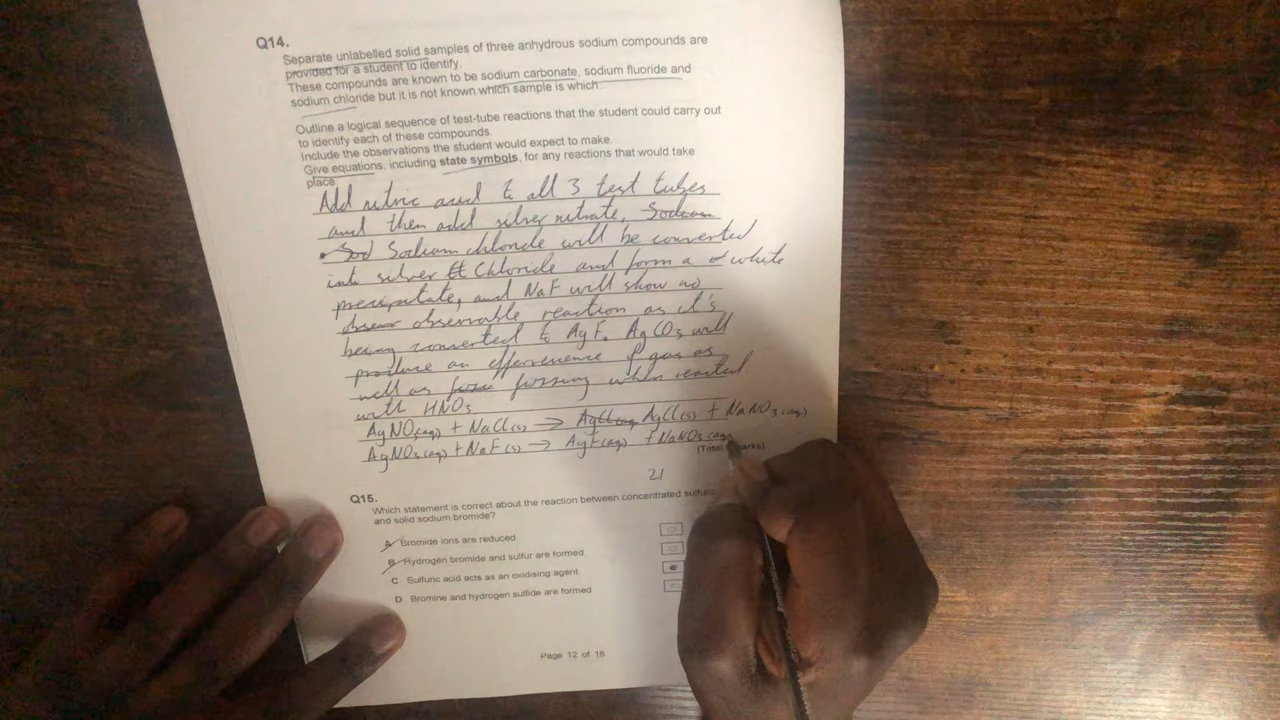 Q14.
Separate unlabelled solid samples of three anhydrous sodium compounds are
provided for a student to identify.
These compounds are known to be sodium carbonate, sodium fluoride and
sodium chloride but it is not known which sample is which.
Outline a logical sequence of test-tube reactions that the student could carry out
to identify each of these compounds.
Include the observations the student would expect to make.
Give equations, including state symbols, for any reactions that would take
place.
Add nitric acid to all 3 test tubes
and then add silver nitrate, Sodium
Sod Sodium chloride will be converted
into silver Chloride and form a white
precipitate, and NaF will show no
observable reaction as it's
being converted to AgF. AgCO3 will
produce an effervenence of gas as
well as when reacted
with HNO3
AgNO3(aq) + NaCl(s) → AgCl(aq) AgCl(s) + NaNO3(aq)
AgNO3(aq) + NaF(s) → AgF(aq) + NaNO3(aq)
(Total marks)
21
Q15.
Which statement is correct about the reaction between concentrated
and solid sodium bromide?
A Bromide ions are reduced
B Hydrogen bromide and sulfur are formed
C Sulfuric acid acts as an oxidising agent.
D Bromine and hydrogen sulfide are formed
Page 12 of 18